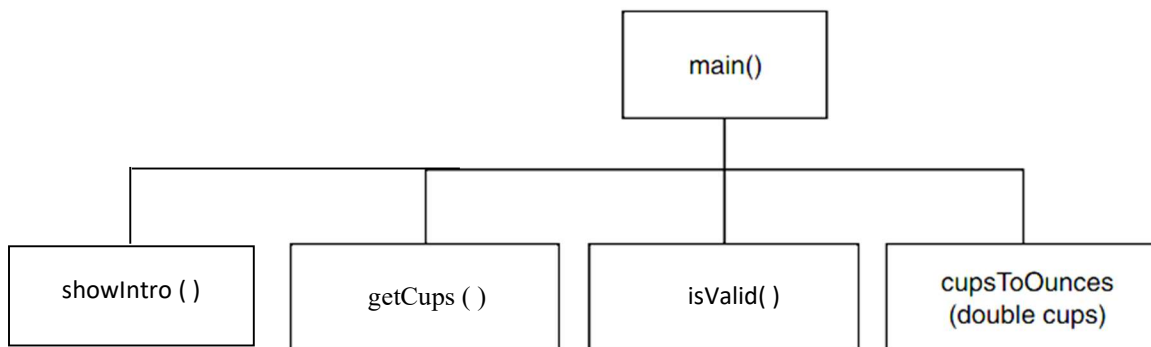 main()
showIntro ( )
getCups ( )
isValid( )
cupsToOunces
(double cups)